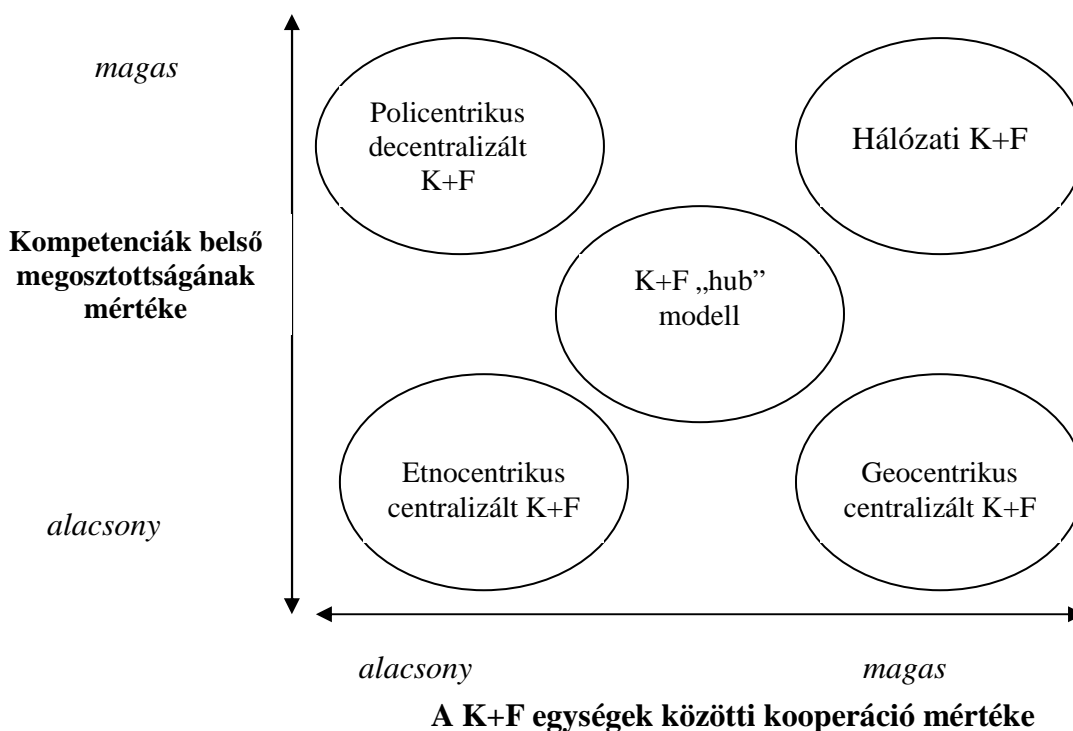 magas
Policentrikus
decentralizált
K+F
Hálózati K+F
Kompetenciák belső
megosztottságának
mértéke
K+F „hub”
modell
Etnocentrikus
centralizált K+F
Geocentrikus
centralizált K+F
alacsony
alacsony
magas
A K+F egységek közötti kooperáció mértéke